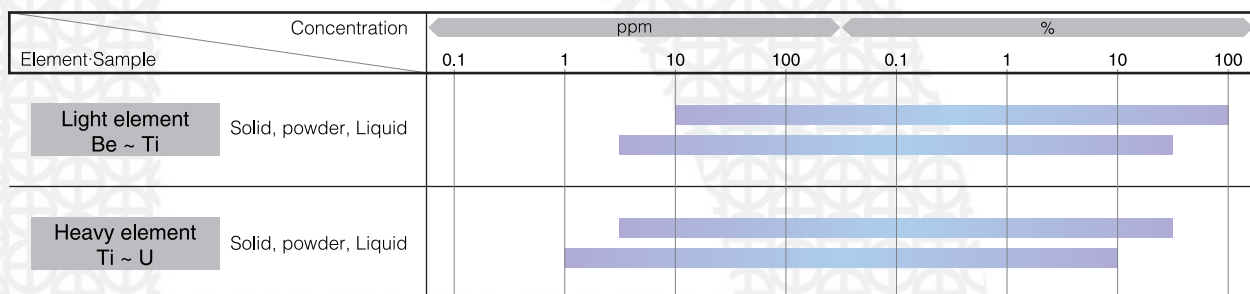 Concentration
ppm
%
Element·Sample
0.1 1 10 100 0.1 1 10 100
Light element
Be ~ Ti
Solid, powder, Liquid
Heavy element
Ti ~ U
Solid, powder, Liquid